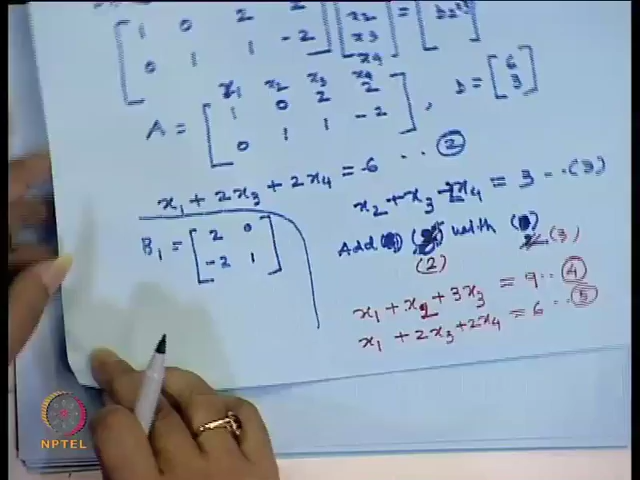 [1 0 2 2
0 1 1 -2] [x2 x3 x4] =
x1 x2 x3 x4
A = [1 0 2 2
0 1 1 -2], b = [6
3]
x1 + 2x3 + 2x4 = 6 .. (2)
x2 + x3 - 2x4 = 3 .. (3)
B1 = [2 0
-2 1]
Add with
(2) (3)
x1 + x2 + 3x3 = 9 .. (4)
x1 + 2x3 + 2x4 = 6 .. (5)
NPTEL